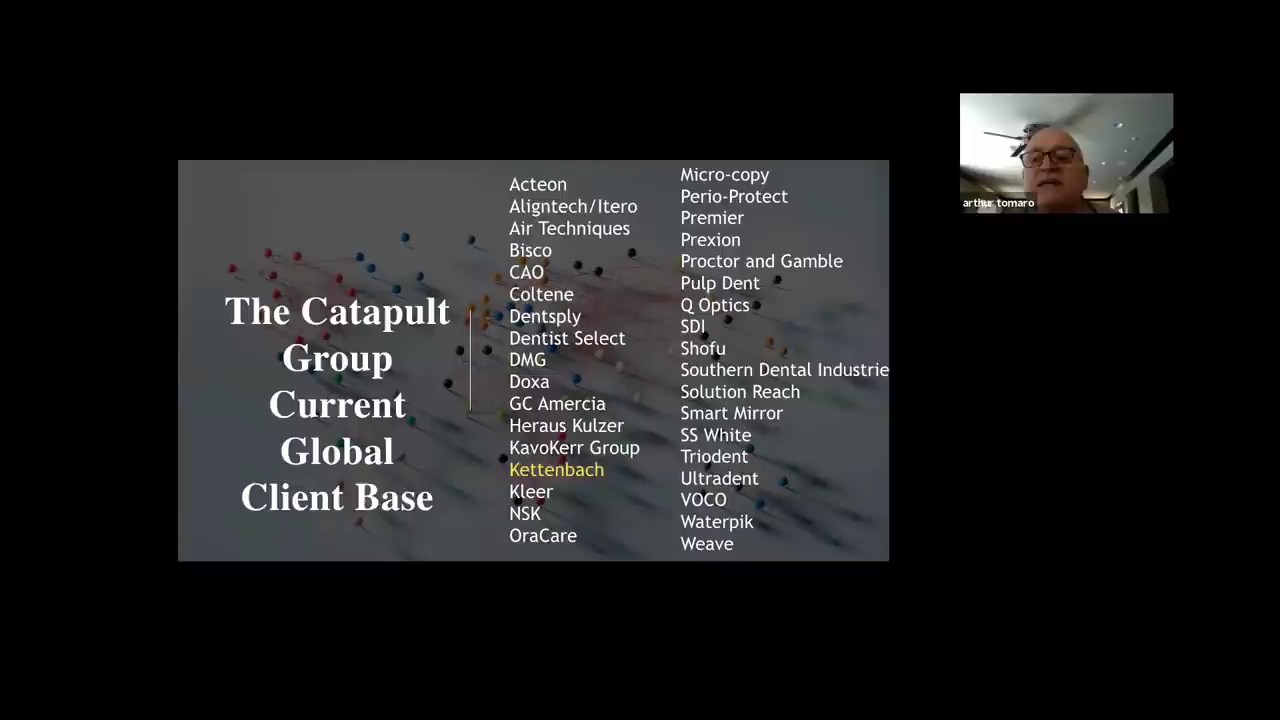 The Catapult
Group
Current
Global
Client Base
Acteon
Aligntech/Itero
Air Techniques
Bisco
CAO
Coltene
Dentsply
Dentist Select
DMG
Doxa
GC Amercia
Heraus Kulzer
KavoKerr Group
Kettenbach
Kleer
NSK
OraCare
Micro-copy
Perio-Protect
Premier
Prexion
Proctor and Gamble
Pulp Dent
Q Optics
SDI
Shofu
Southern Dental Industrie
Solution Reach
Smart Mirror
SS White
Triodent
Ultradent
VOCO
Waterpik
Weave
arthur tomaro